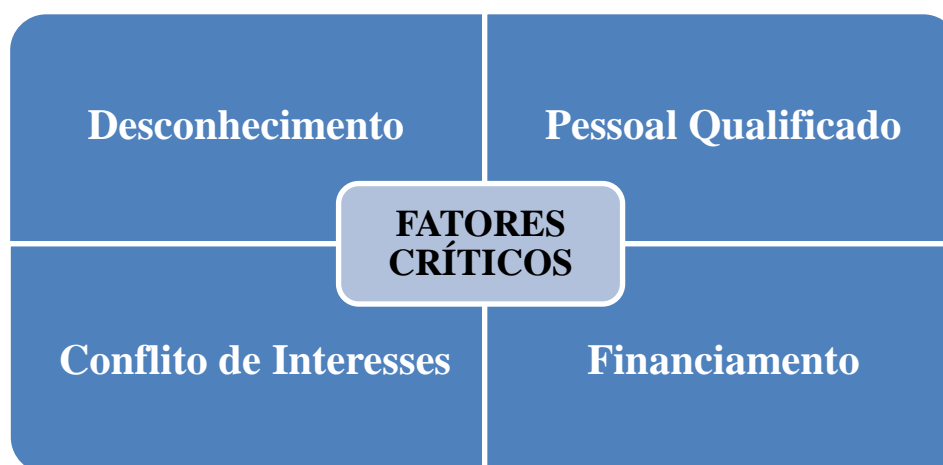 Desconhecimento
Pessoal Qualificado
FATORES
CRÍTICOS
Conflito de Interesses
Financiamento